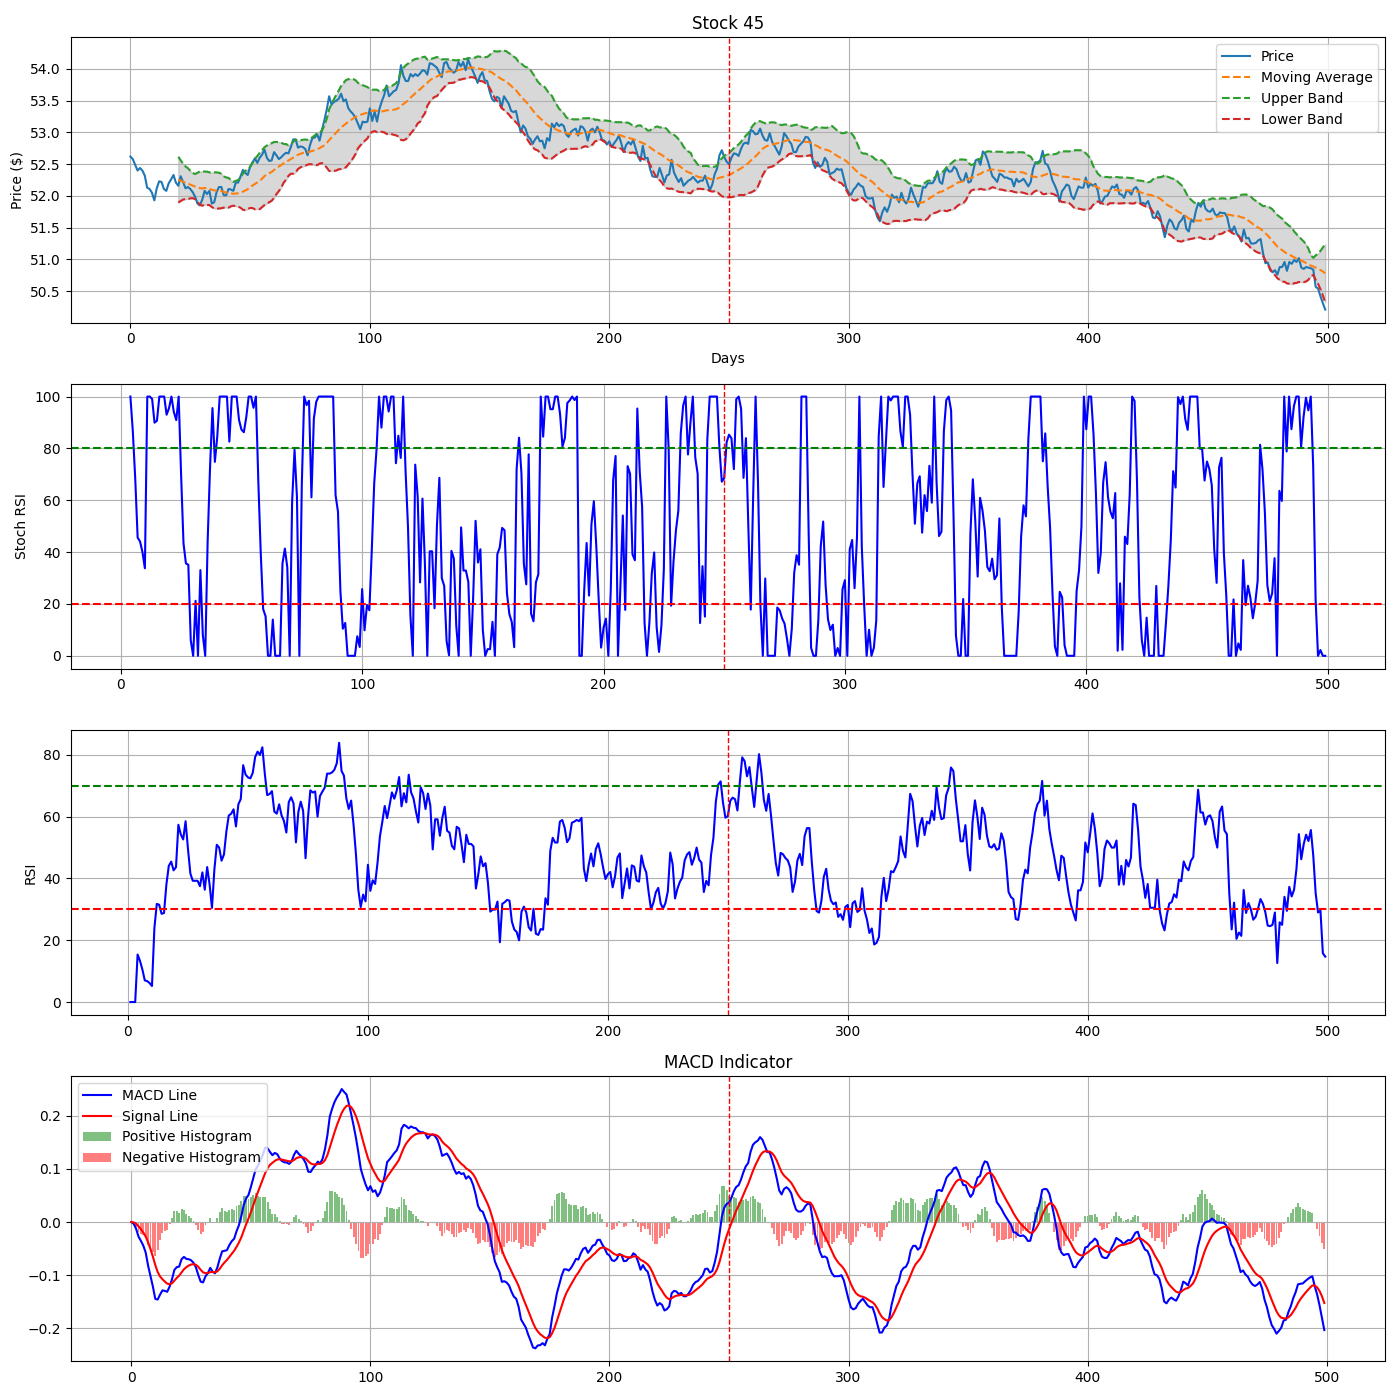 Stock 45
54.0
53.5
53.0
52.5
52.0
51.5
51.0
50.5
Price ($)
Price
Moving Average
Upper Band
Lower Band
0 100 200 300 400 500
Days
100
80
60
40
20
0
Stoch RSI
0 100 200 300 400 500
80
60
40
20
0
RSI
0 100 200 300 400 500
MACD Indicator
MACD Line
Signal Line
Positive Histogram
Negative Histogram
0.2
0.1
0.0
−0.1
−0.2
0 100 200 300 400 500